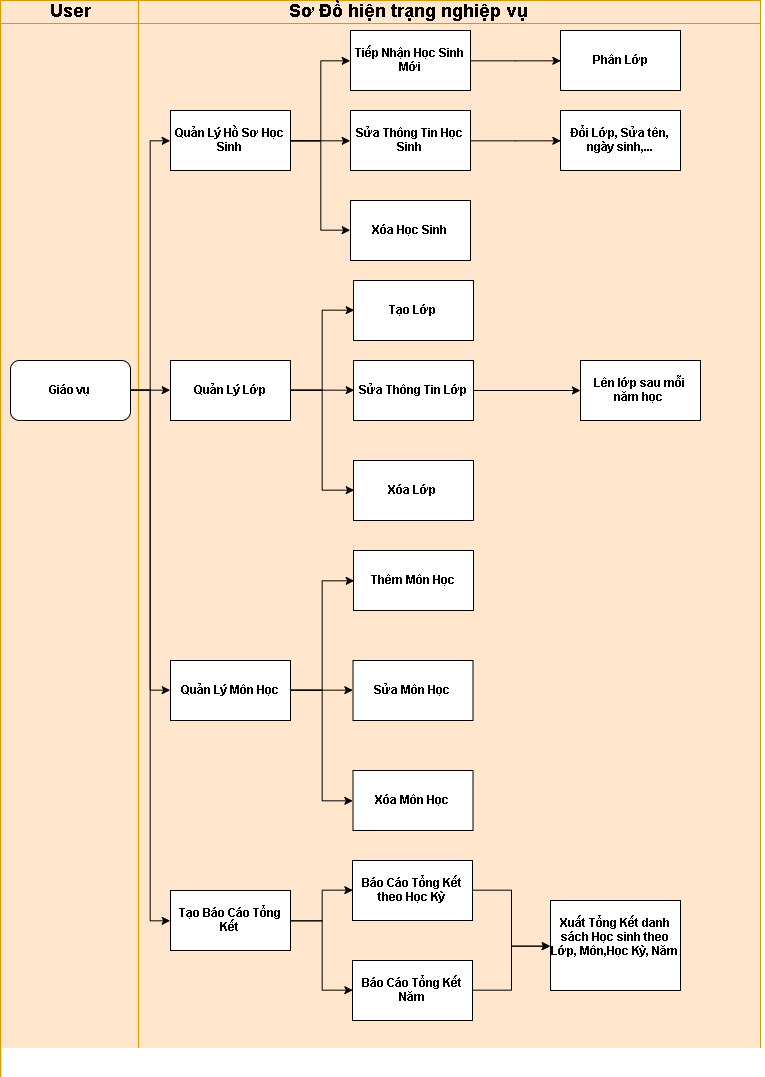 User
Sơ Đồ hiện trạng nghiệp vụ
Tiếp Nhận Học Sinh
Mới
Phân Lớp
Quản Lý Hồ Sơ Học
Sinh
Sửa Thông Tin Học
Sinh
Đổi Lớp, Sửa tên,
ngày sinh,...
Xóa Học Sinh
Tạo Lớp
Giáo vụ
Quản Lý Lớp
Sửa Thông Tin Lớp
Lên lớp sau mỗi
năm học
Xóa Lớp
Thêm Môn Học
Quản Lý Môn Học
Sửa Môn Học
Xóa Môn Học
Tạo Báo Cáo Tổng
Kết
Báo Cáo Tổng Kết
theo Học Kỳ
Báo Cáo Tổng Kết
Năm
Xuất Tổng Kết danh
sách Học sinh theo
Lớp, Môn,Học Kỳ, Năm